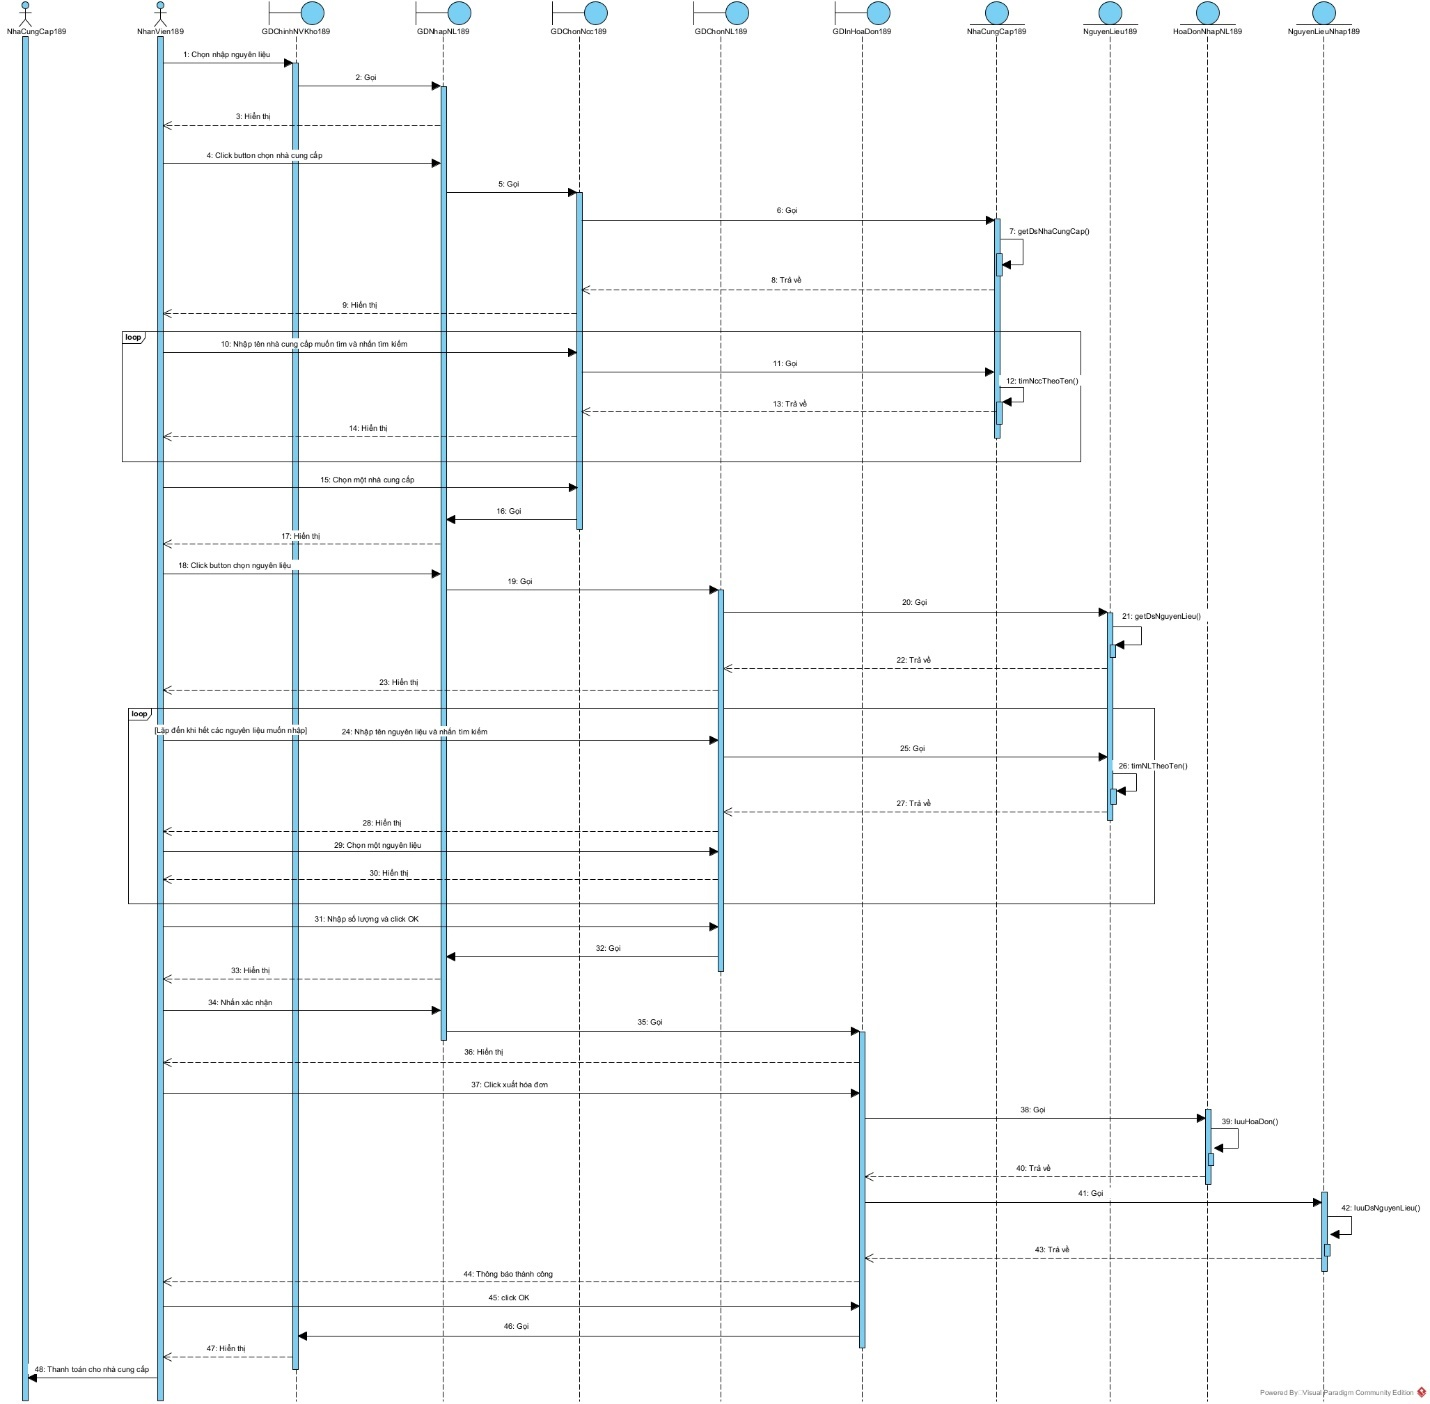 NhaCungCap189
NhanVien189
GDChinhNVKho189
GDNhapNL189
GDChonNcc189
GDChonNL189
GDInHoaDon189
NhaCungCap189
NguyenLieu189
HoaDonNhapNL189
NguyenLieuNhap189
1: Chọn nhập nguyên liệu
2: Gọi
3: Hiển thị
4: Click button chọn nhà cung cấp
5: Gọi
6: Gọi
7: getDsNhaCungCap()
8: Trả về
9: Hiển thị
loop
10: Nhập tên nhà cung cấp muốn tìm và nhấn tìm kiếm
11: Gọi
12: timNccTheoTen()
13: Trả về
14: Hiển thị
15: Chọn một nhà cung cấp
16: Gọi
17: Hiển thị
18: Click button chọn nguyên liệu
19: Gọi
20: Gọi
21: getDsNguyenLieu()
22: Trả về
23: Hiển thị
loop
[Lặp đến khi hết các nguyên liệu muốn nhập]
24: Nhập tên nguyên liệu và nhấn tìm kiếm
25: Gọi
26: timNLTheoTen()
27: Trả về
28: Hiển thị
29: Chọn một nguyên liệu
30: Hiển thị
31: Nhập số lượng và click OK
32: Gọi
33: Hiển thị
34: Nhấn xác nhận
35: Gọi
36: Hiển thị
37: Click xuất hóa đơn
38: Gọi
39: luuHoaDon()
40: Trả về
41: Gọi
42: luuDsNguyenLieu()
43: Trả về
44: Thông báo thành công
45: click OK
46: Gọi
47: Hiển thị
48: Thanh toán cho nhà cung cấp
Powered By: Visual Paradigm Community Edition